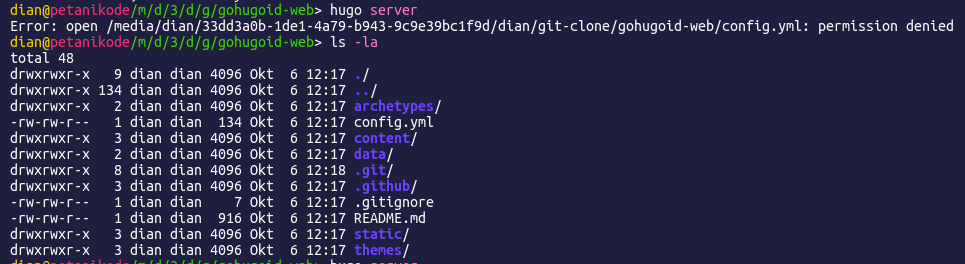 dian@petanikode/m/d/3/d/g/gohugoid-web> hugo server
Error: open /media/dian/33dd3a0b-1de1-4a79-b943-9c9e39bc1f9d/dian/git-clone/gohugoid-web/config.yml: permission denied
dian@petanikode/m/d/3/d/g/gohugoid-web> ls -la
total 48
drwxrwxr-x   9 dian dian 4096 Okt  6 12:17 ./
drwxrwxr-x 134 dian dian 4096 Okt  6 12:17 ../
drwxrwxr-x   2 dian dian 4096 Okt  6 12:17 archetypes/
-rw-rw-r--   1 dian dian  134 Okt  6 12:17 config.yml
drwxrwxr-x   3 dian dian 4096 Okt  6 12:17 content/
drwxrwxr-x   2 dian dian 4096 Okt  6 12:17 data/
drwxrwxr-x   8 dian dian 4096 Okt  6 12:18 .git/
drwxrwxr-x   3 dian dian 4096 Okt  6 12:17 .github/
-rw-rw-r--   1 dian dian    7 Okt  6 12:17 .gitignore
-rw-rw-r--   1 dian dian  916 Okt  6 12:17 README.md
drwxrwxr-x   3 dian dian 4096 Okt  6 12:17 static/
drwxrwxr-x   3 dian dian 4096 Okt  6 12:17 themes/